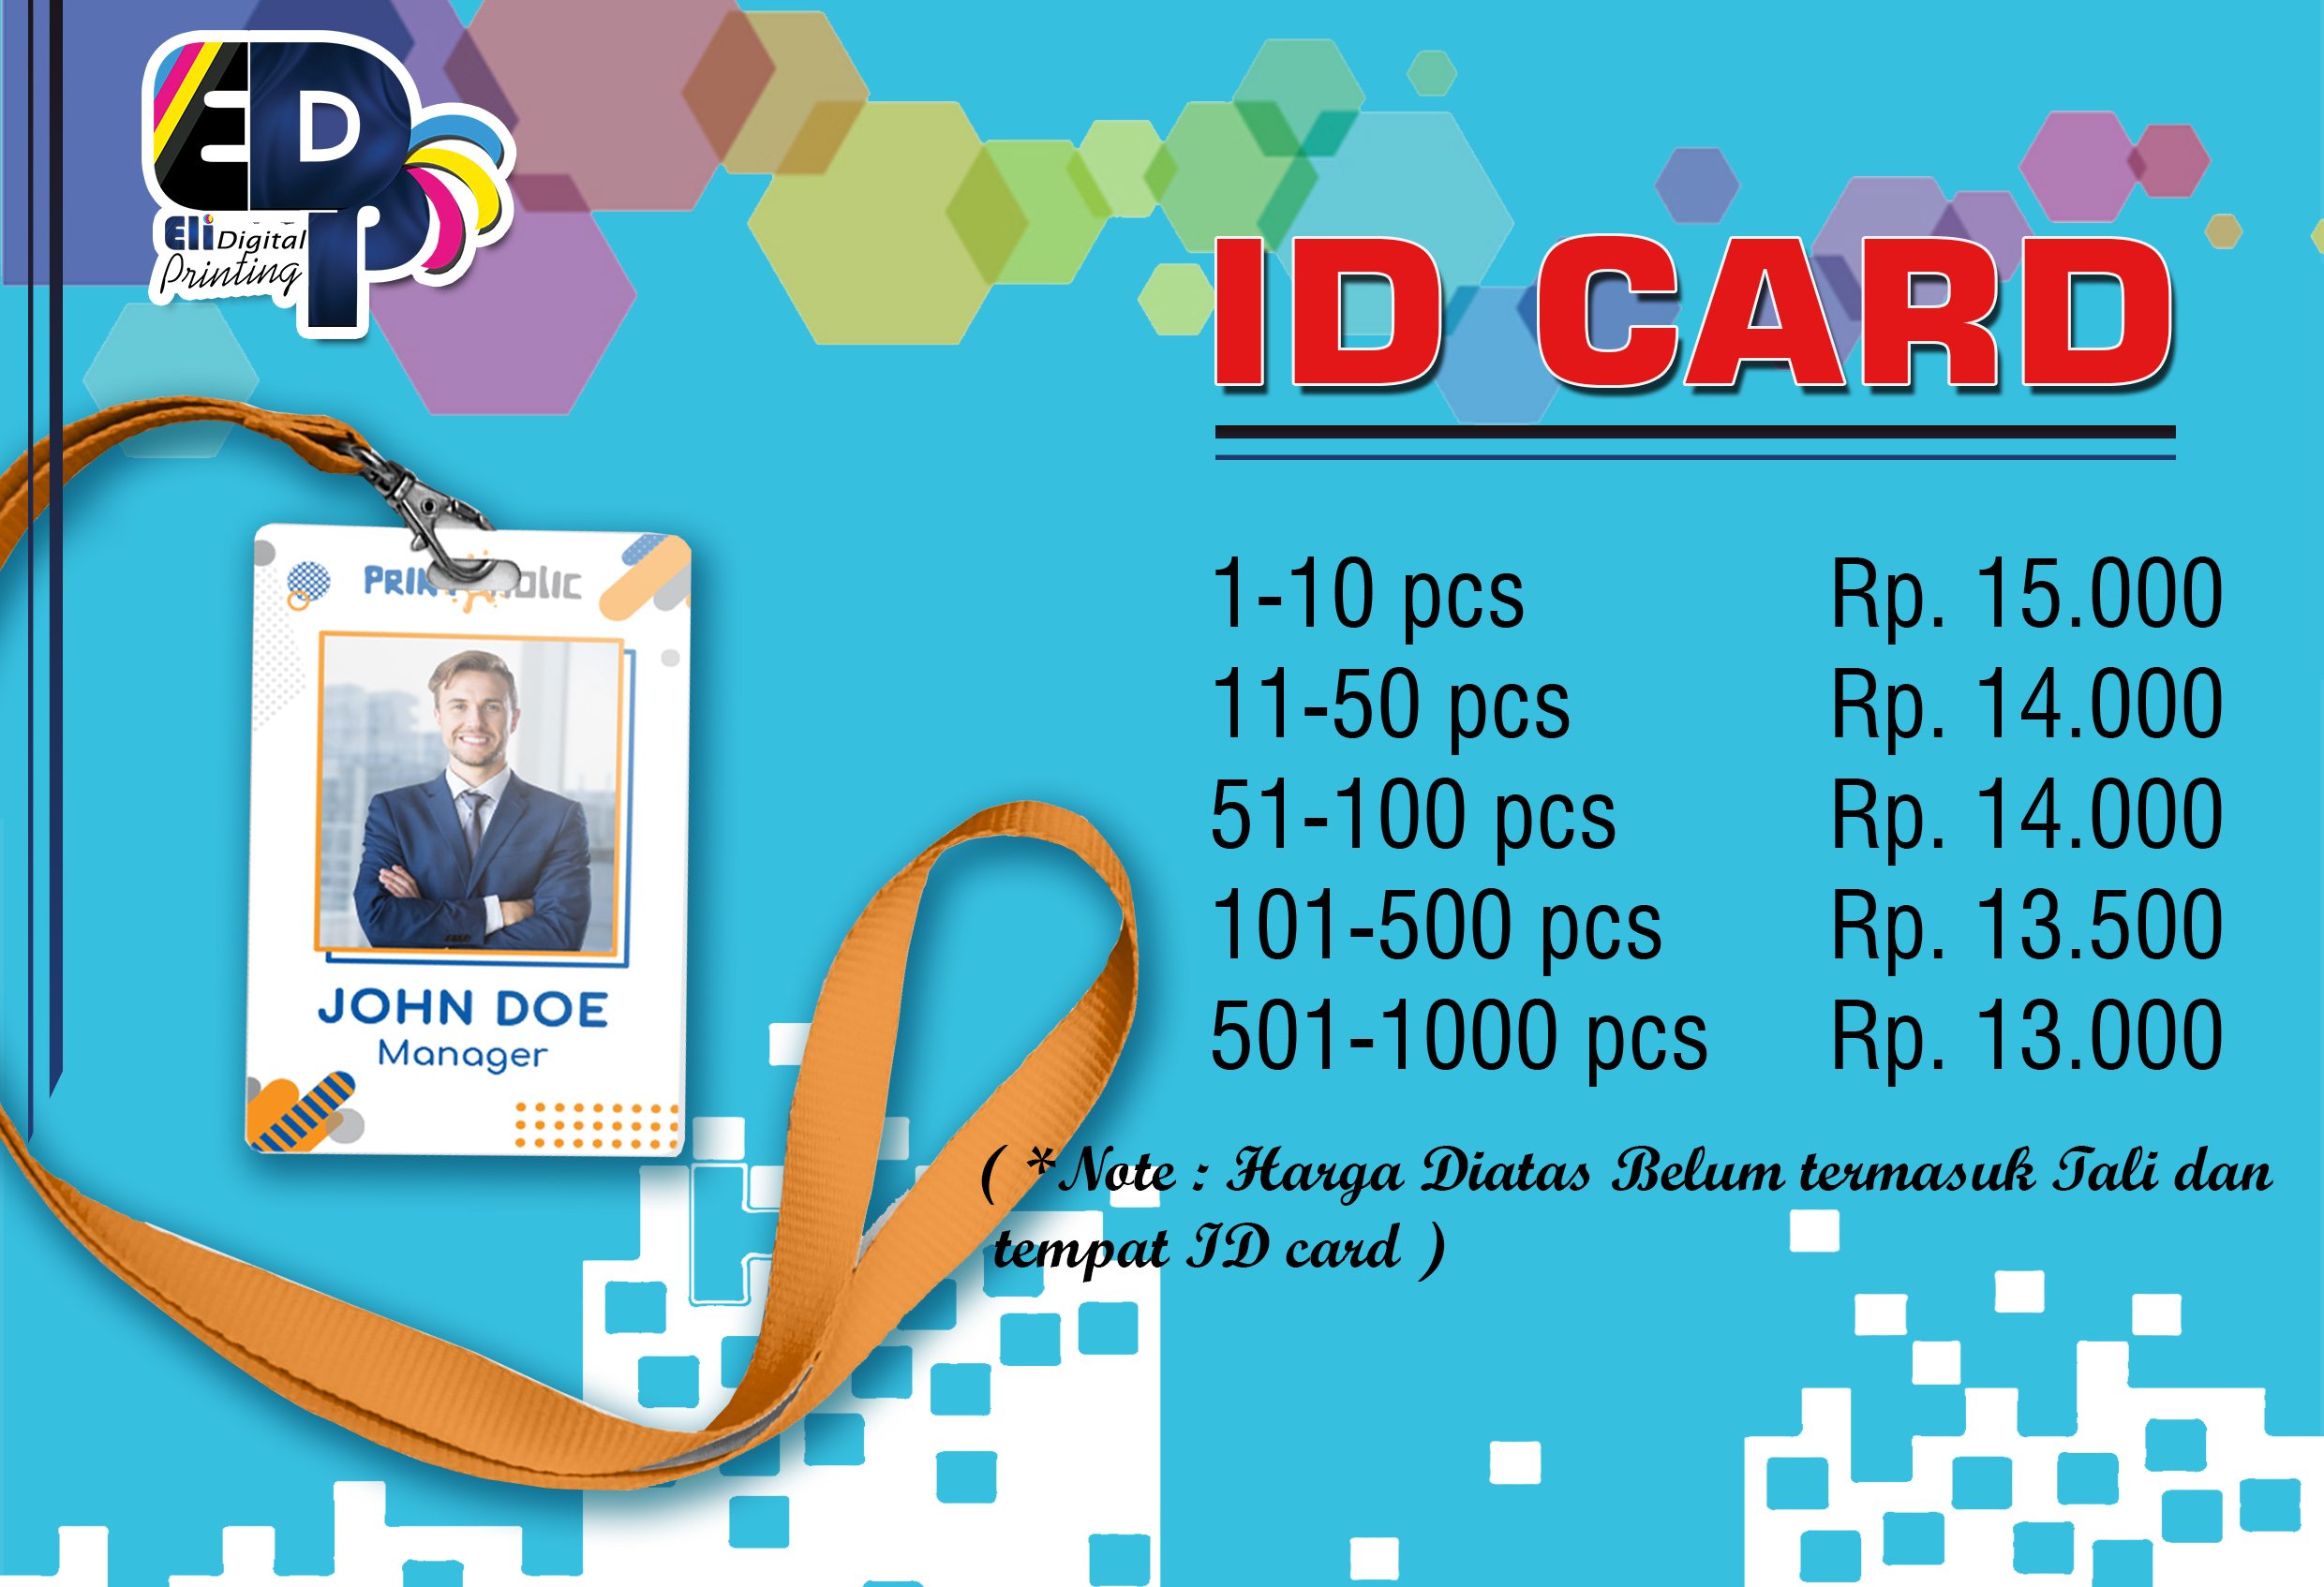 ED
Eli Digital
Printing
ID CARD
1-10 pcs Rp. 15.000
11-50 pcs Rp. 14.000
51-100 pcs Rp. 14.000
101-500 pcs Rp. 13.500
501-1000 pcs Rp. 13.000
( *Note : Harga Diatas Belum termasuk Tali dan
tempat ID card )
JOHN DOE
Manager